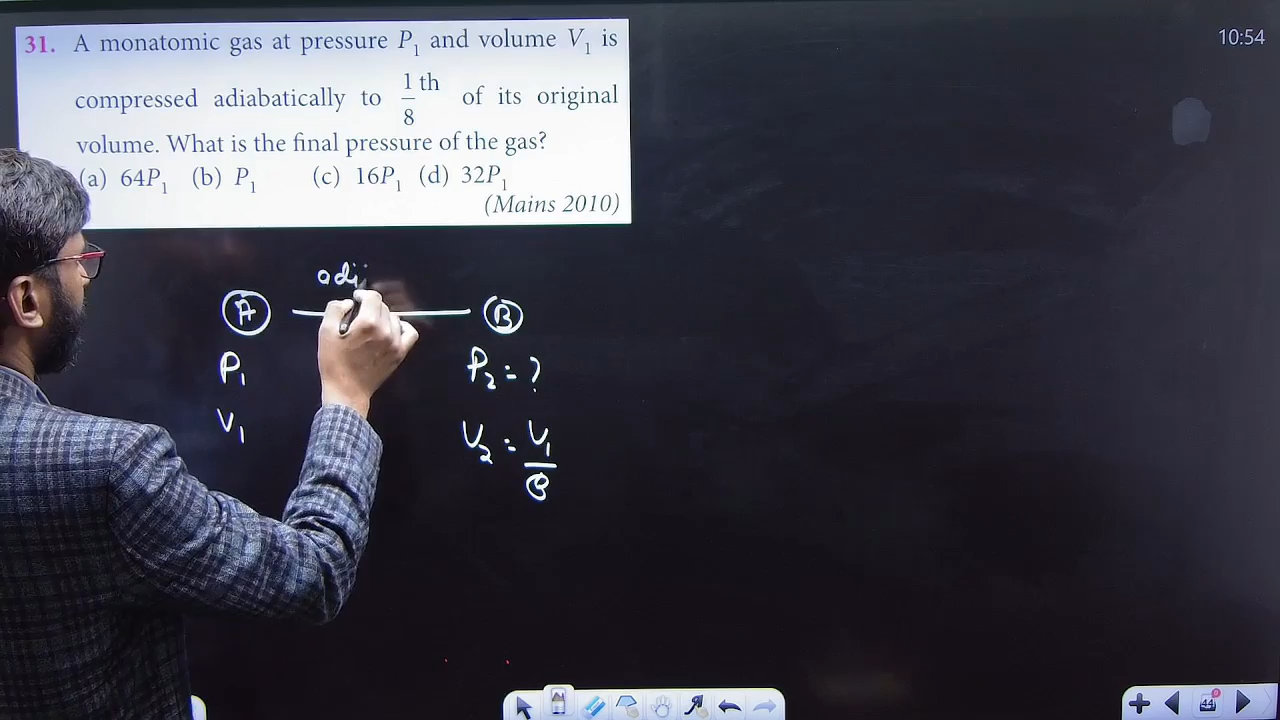 10:54
31. A monatomic gas at pressure P₁ and volume V₁ is
compressed adiabatically to 1/8 th of its original
volume. What is the final pressure of the gas?
(a) 64P₁ (b) P₁ (c) 16P₁ (d) 32P₁
(Mains 2010)
adi
A B
P₁ P₂ = ?
V₁ V₂ = V₁/8
44